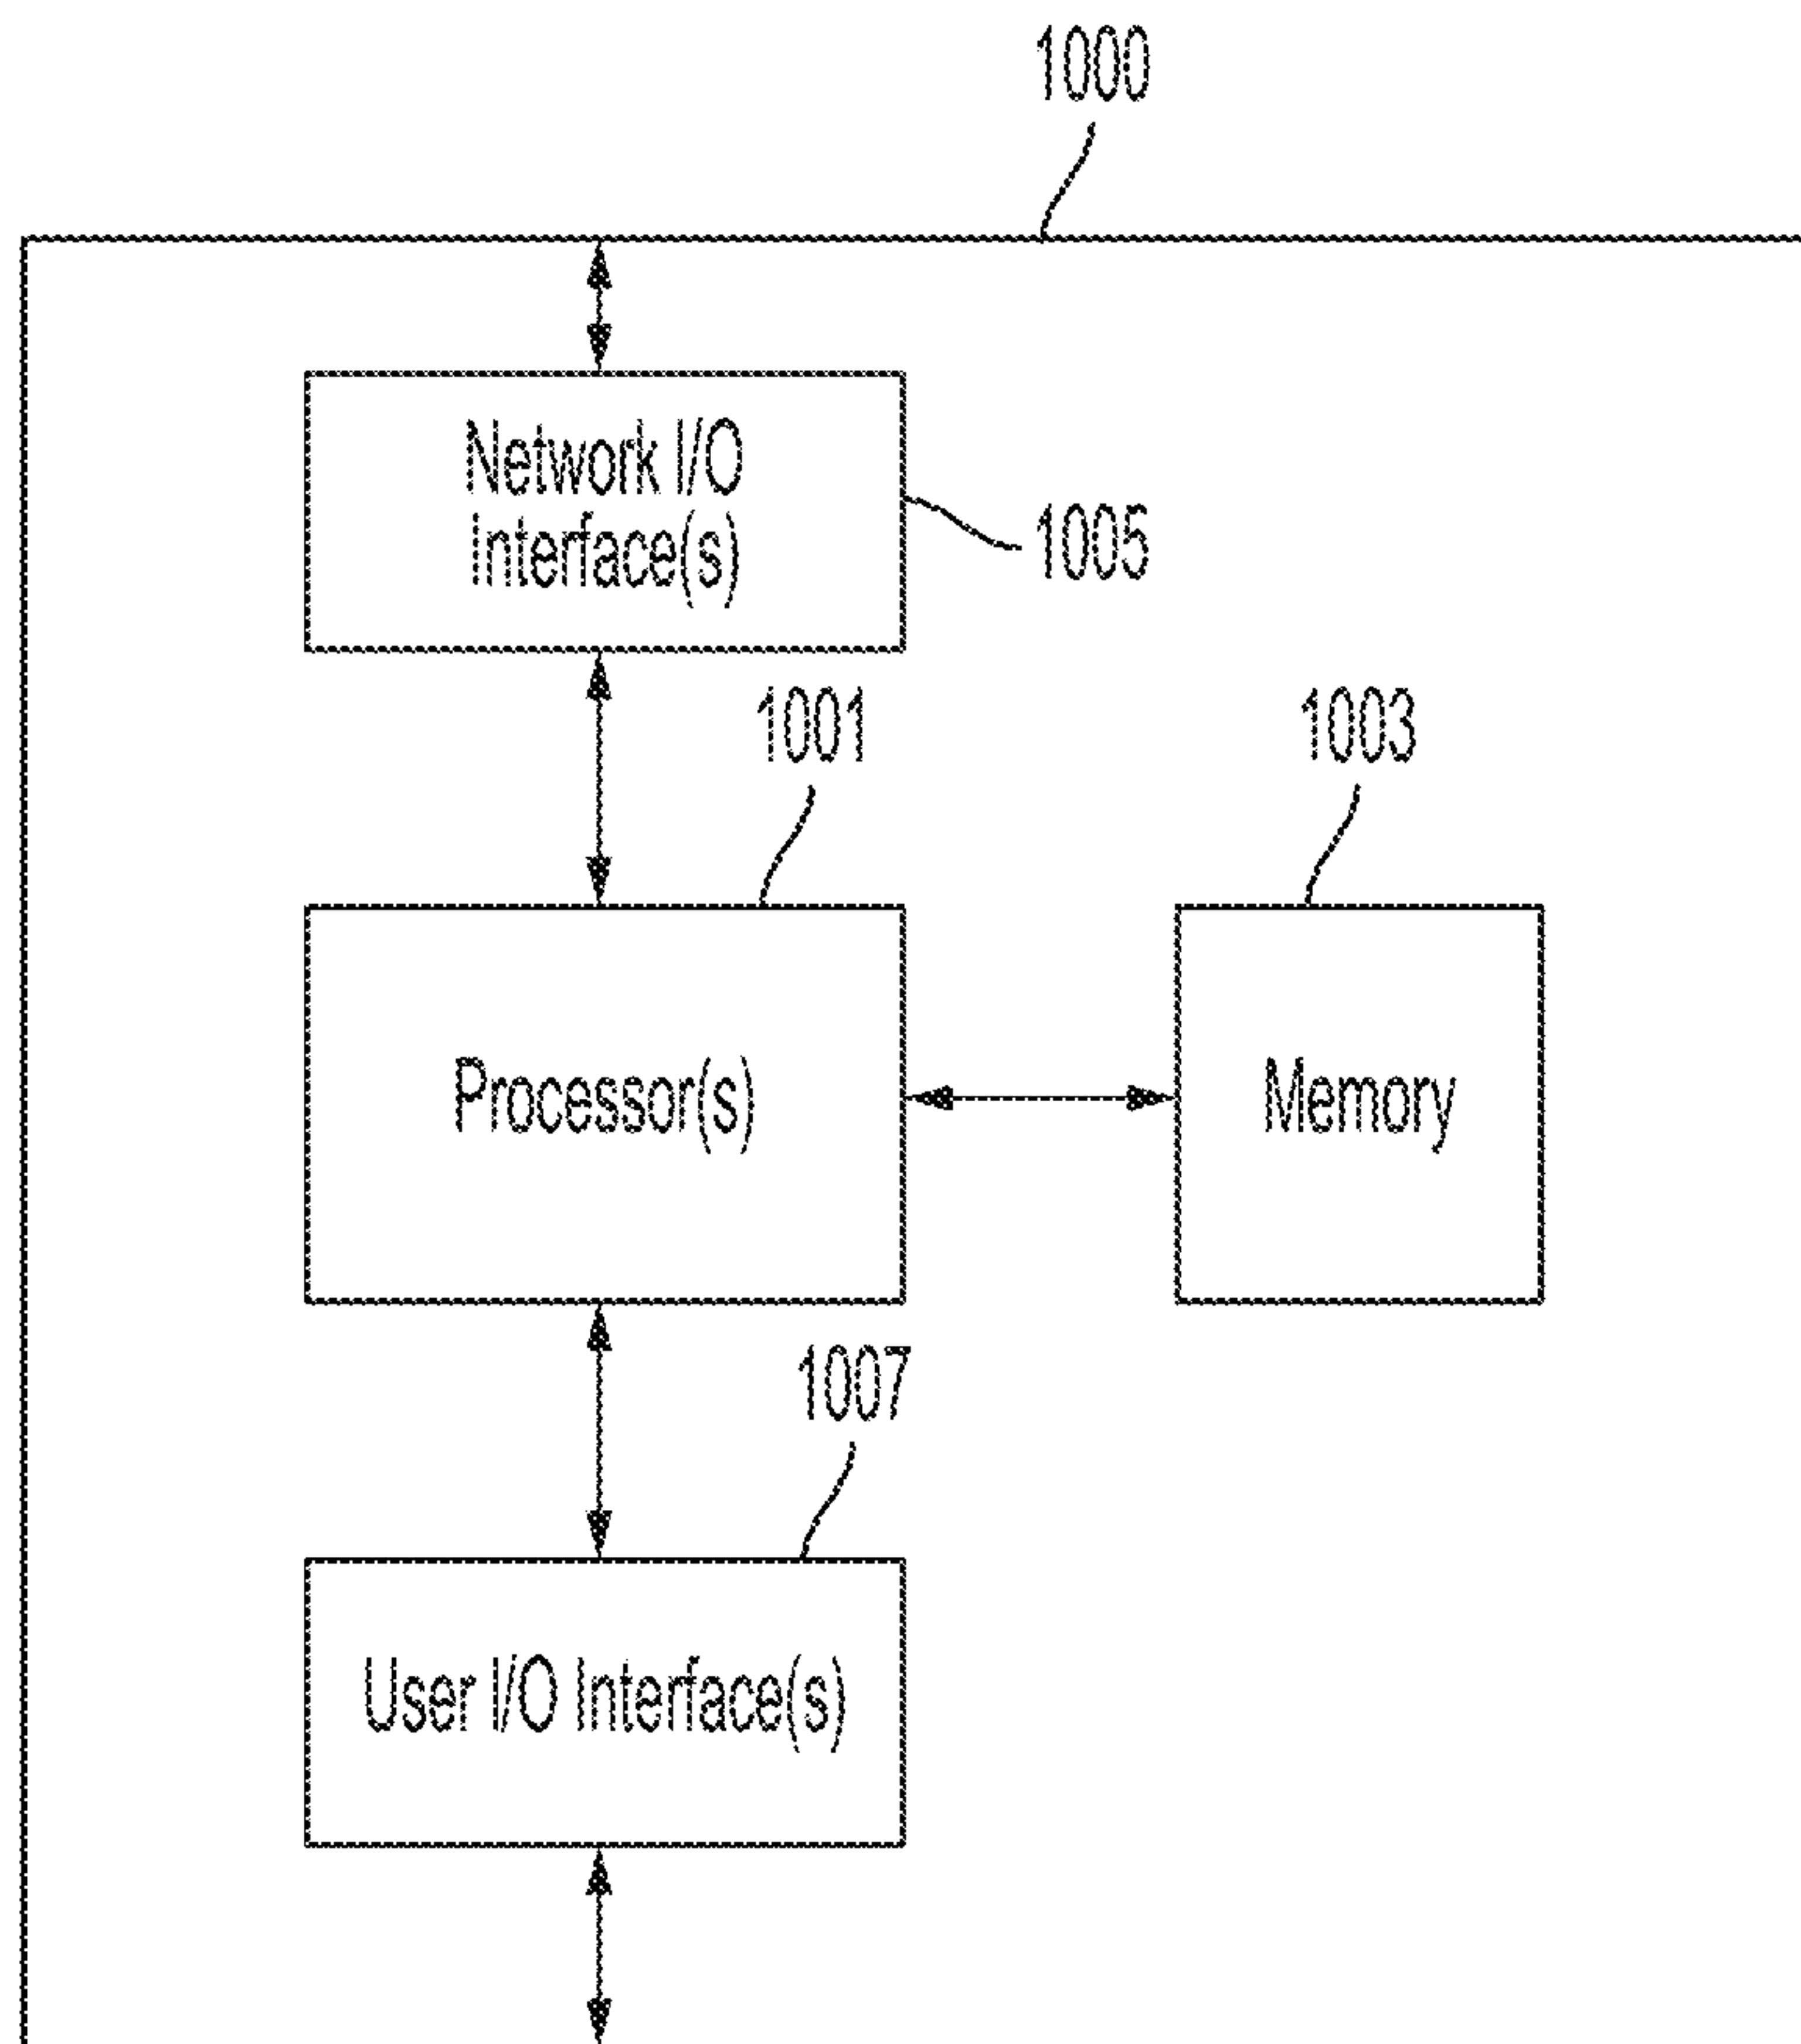 1000
Network I/O
Interface(s)
1005
1001
1003
Processor(s)
Memory
1007
User I/O Interface(s)